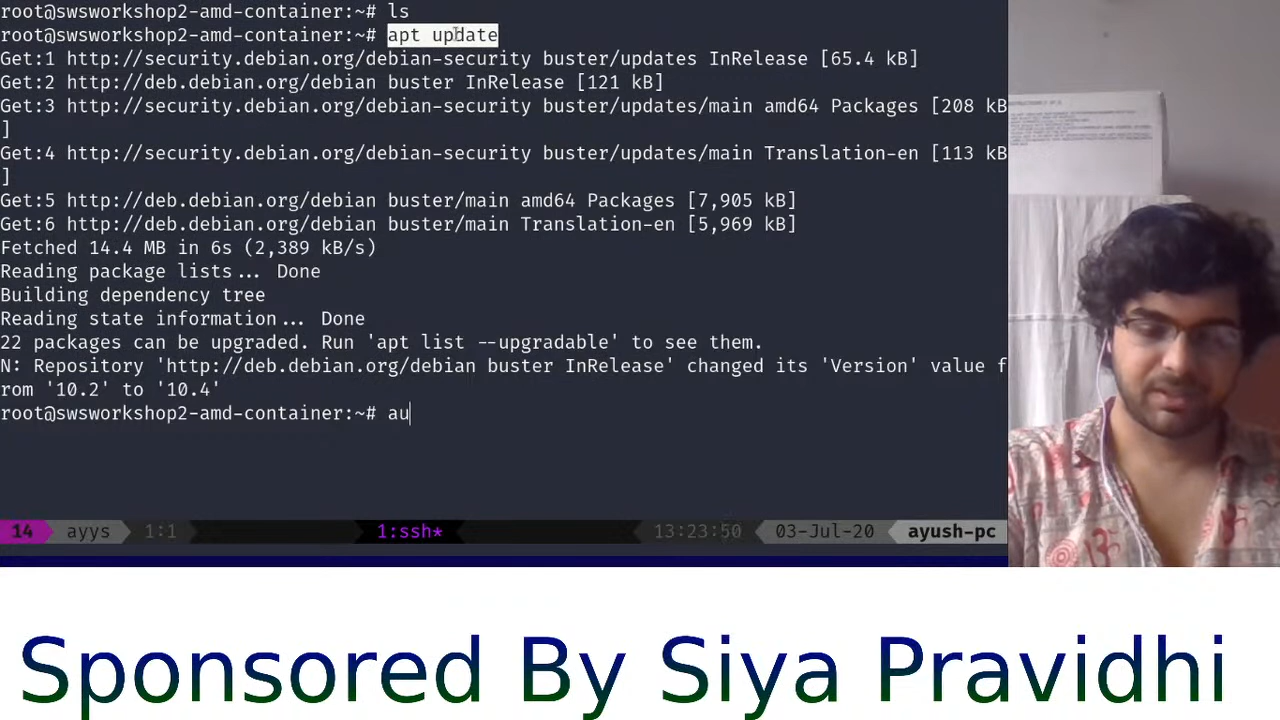 root@swsworkshop2-amd-container:~# ls
root@swsworkshop2-amd-container:~# apt update
Get:1 http://security.debian.org/debian-security buster/updates InRelease [65.4 kB]
Get:2 http://deb.debian.org/debian buster InRelease [121 kB]
Get:3 http://security.debian.org/debian-security buster/updates/main amd64 Packages [208 kB
]
Get:4 http://security.debian.org/debian-security buster/updates/main Translation-en [113 kB
]
Get:5 http://deb.debian.org/debian buster/main amd64 Packages [7,905 kB]
Get:6 http://deb.debian.org/debian buster/main Translation-en [5,969 kB]
Fetched 14.4 MB in 6s (2,389 kB/s)
Reading package lists... Done
Building dependency tree
Reading state information... Done
22 packages can be upgraded. Run 'apt list --upgradable' to see them.
N: Repository 'http://deb.debian.org/debian buster InRelease' changed its 'Version' value f
rom '10.2' to '10.4'
root@swsworkshop2-amd-container:~# au
14 ayys 1:1 1:ssh* 13:23:50 03-Jul-20 ayush-pc
Sponsored By Siya Pravidhi